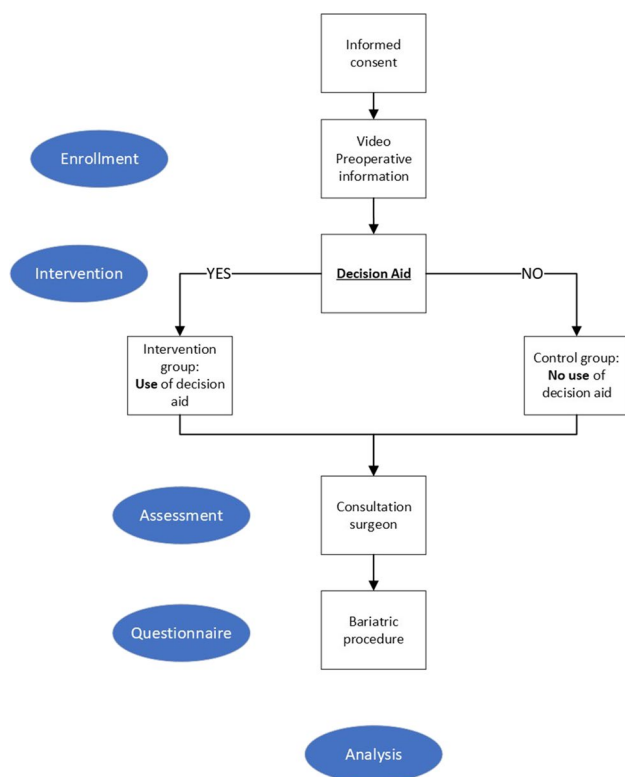 Informed
consent
Enrollment
Video
Preoperative
information
Intervention
YES
Decision Aid
NO
Intervention
group:
Use of decision
aid
Control group:
No use of
decision aid
Assessment
Consultation
surgeon
Questionnaire
Bariatric
procedure
Analysis